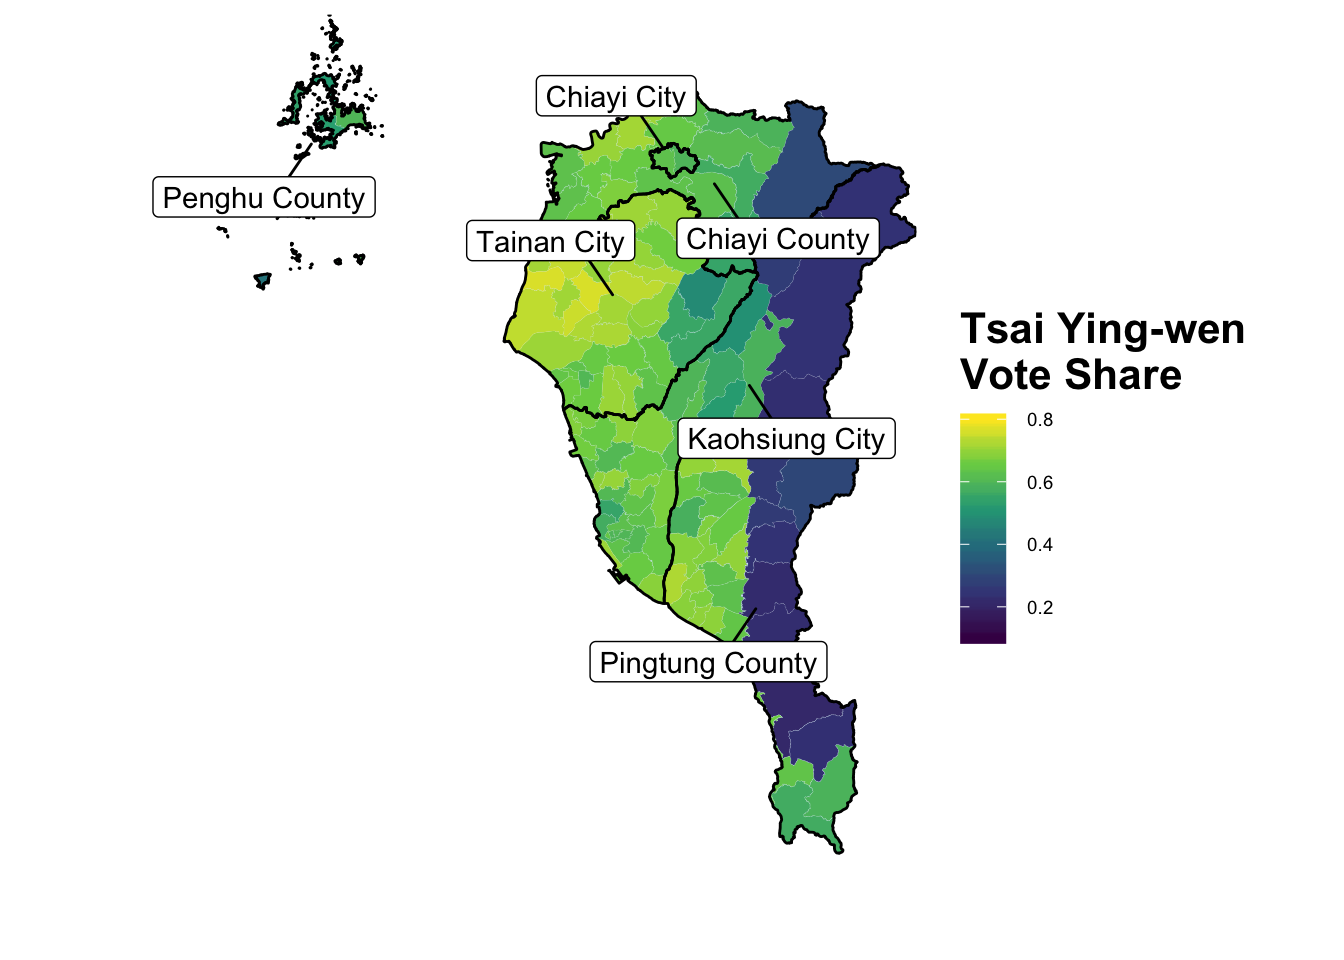 Chiayi City
Penghu County
Tainan City
Chiayi County
Tsai Ying-wen
Vote Share
0.8
0.6
0.4
0.2
Kaohsiung City
Pingtung County